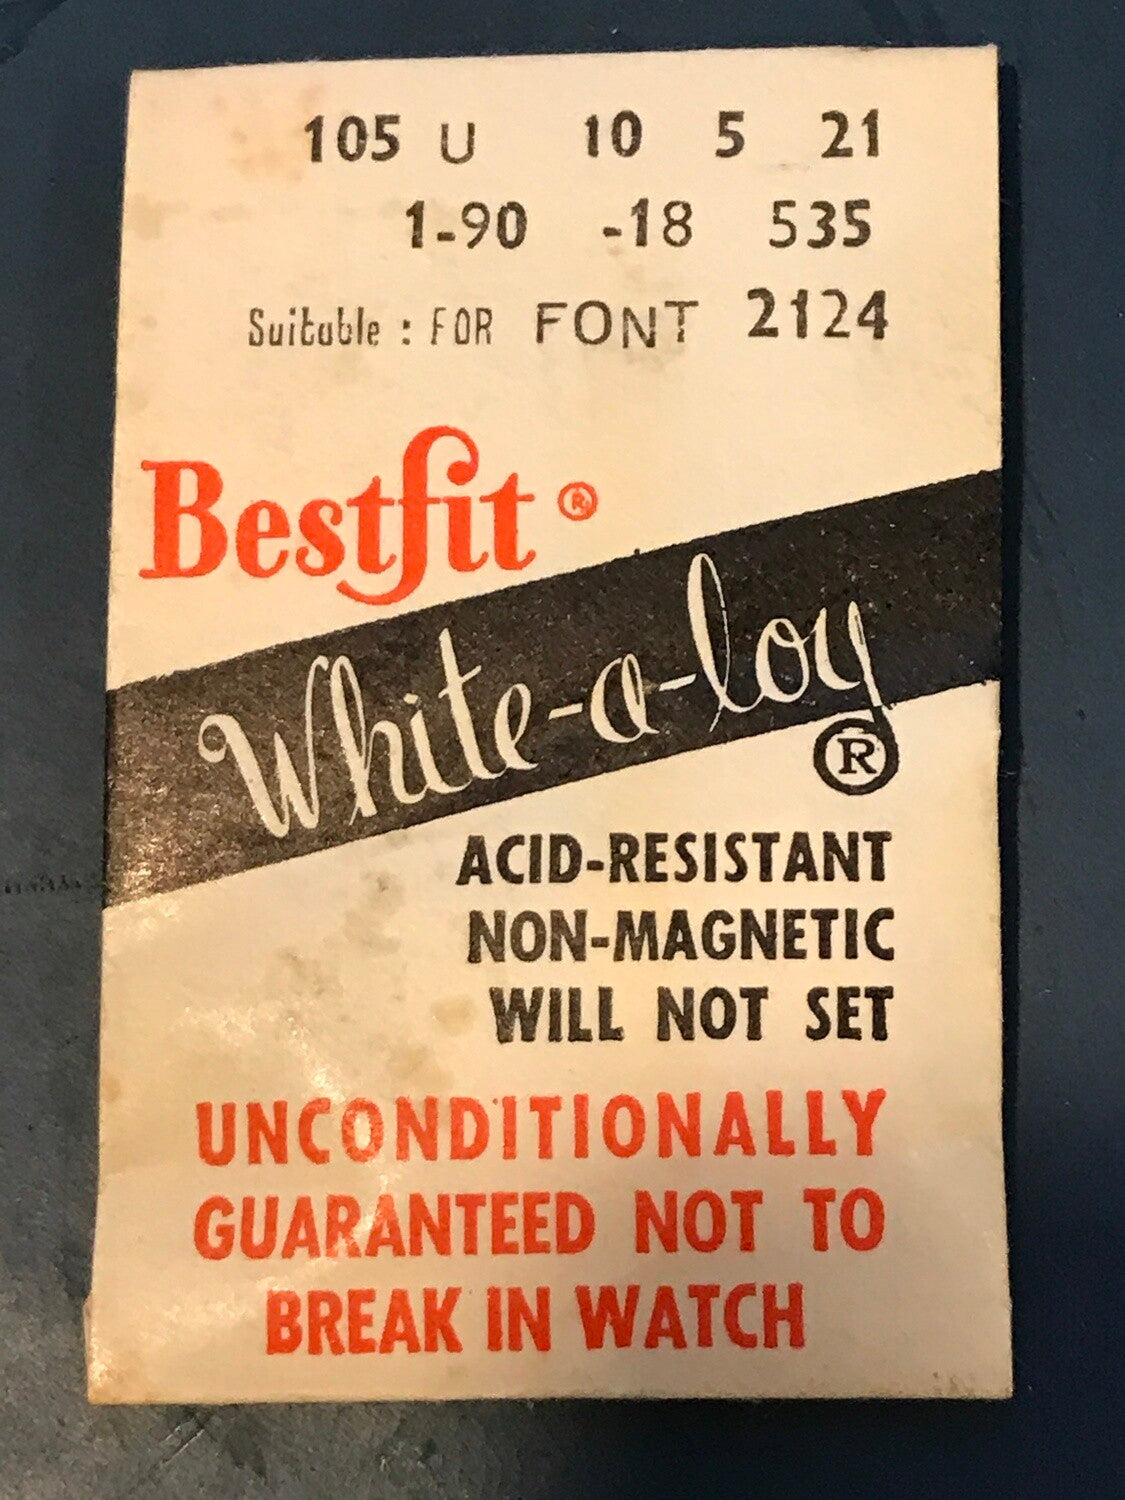 105 U 10 5 21
1-90 -18 535
Suitable : FOR FONT 2124
Bestfit ®
White-a-loy
®
ACID-RESISTANT
NON-MAGNETIC
WILL NOT SET
UNCONDITIONALLY
GUARANTEED NOT TO
BREAK IN WATCH